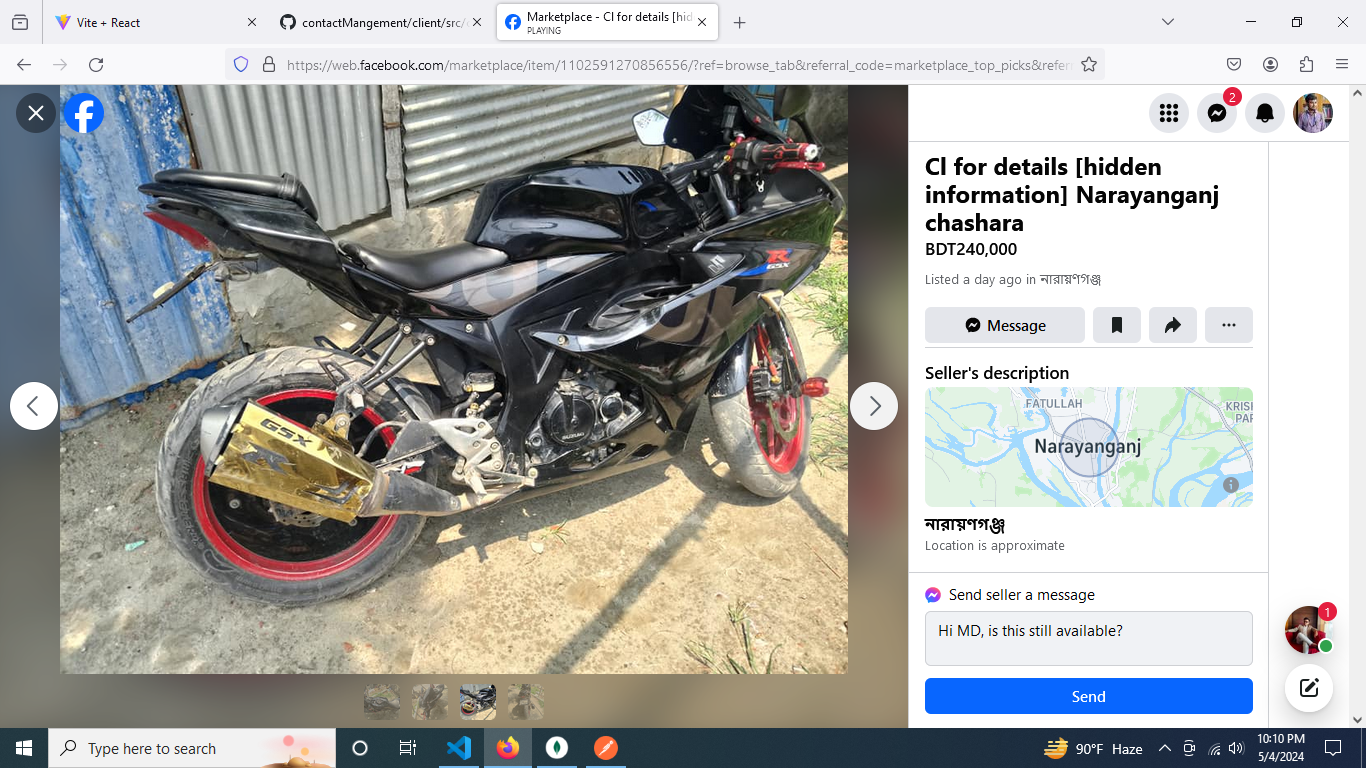 Vite + React
contactMangement/client/src/
Marketplace - Cl for details [hid
PLAYING
https://web.facebook.com/marketplace/item/1102591270856556/?ref=browse_tab&referral_code=marketplace_top_picks&refer
2
Cl for details [hidden
information] Narayanganj
chashara
BDT240,000
Listed a day ago in নারায়ণগঞ্জ
Message
Seller's description
FATULLAH
KRISH
PAR
Narayanganj
নারায়ণগঞ্জ
Location is approximate
Send seller a message
Hi MD, is this still available?
Send
1
R
GSX
SUZUKI
GSX
R
Type here to search
90°F Haze
10:10 PM
5/4/2024